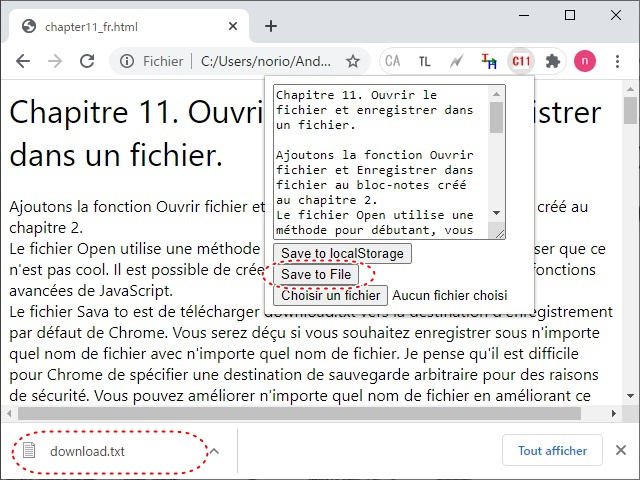 chapter11_fr.html
Fichier
C:/Users/norio/And...
CA
TL
C11
n
Chapitre 11. Ouvrir le
fichier et enregistrer dans
un fichier.
Ajoutons la fonction Ouvrir
fichier et Enregistrer dans
fichier au bloc-notes créé
au chapitre 2.
Le fichier Open utilise une
méthode pour débutant, vous
Save to localStorage
Save to File
Choisir un fichier Aucun fichier choisi
Chapitre 11. Ouv istrer
dans un fichier.
Ajoutons la fonction Ouvrir fichier et créé au
chapitre 2.
Le fichier Open utilise une méthode ser que ce
n'est pas cool. Il est possible de crée fonctions
avancées de JavaScript.
Le fichier Sava to est de télécharger download.txt vers la destination d'enregistrement
par défaut de Chrome. Vous serez déçu si vous souhaitez enregistrer sous n'importe
quel nom de fichier avec n'importe quel nom de fichier. Je pense qu'il est difficile
pour Chrome de spécifier une destination de sauvegarde arbitraire pour des raisons
de sécurité. Vous pouvez améliorer n'importe quel nom de fichier en améliorant ce
download.txt
Tout afficher